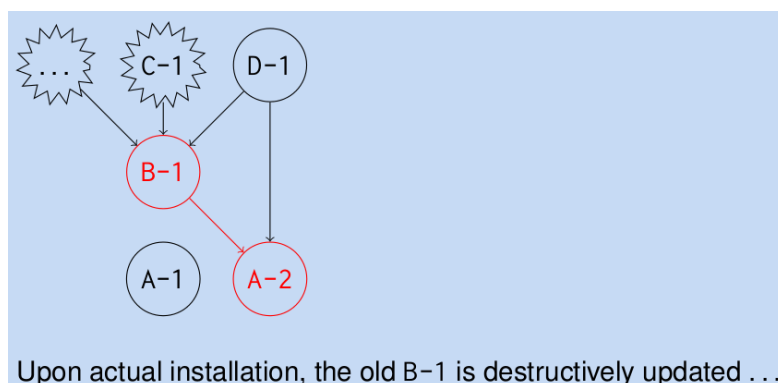 ... C-1 D-1
B-1
A-1 A-2
Upon actual installation, the old B-1 is destructively updated ...